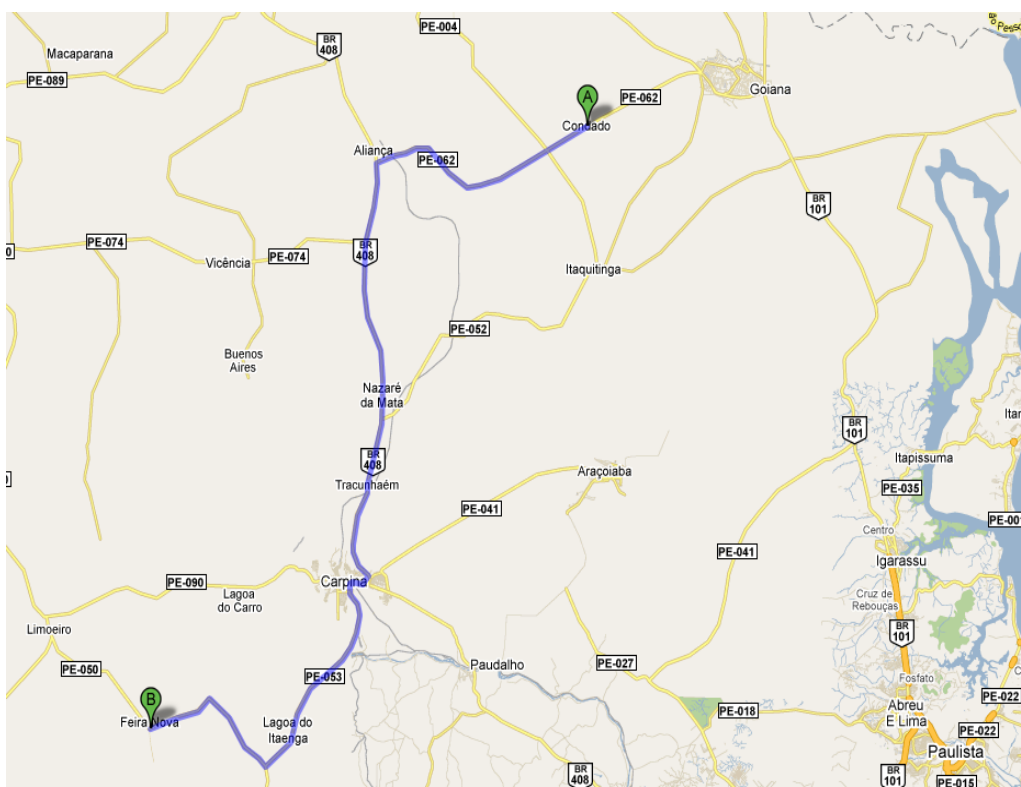 PE-004
ão Pesso
BR
408
Macaparana
PE-089
Goiana
A
PE-062
Condado
Aliança
PE-062
BR
101
PE-074
BR
408
PE-074
Vicência
Itaquitinga
PE-052
Buenos
Aires
Nazaré
da Mata
BR
101
BR
408
Itapissuma
Araçoiaba
Tracunhaém
PE-035
PE-041
PE-001
Centro
PE-041
Igarassu
Carpina
PE-090
Lagoa
do Carro
Cruz de
Rebouças
Limoeiro
BR
101
PE-050
PE-027
Paudalho
PE-053
Fosfato
B
PE-022
Abreu
E Lima
PE-018
Feira Nova
Lagoa do
Itaenga
PE-022
Paulista
BR
408
BR
101
PE-015